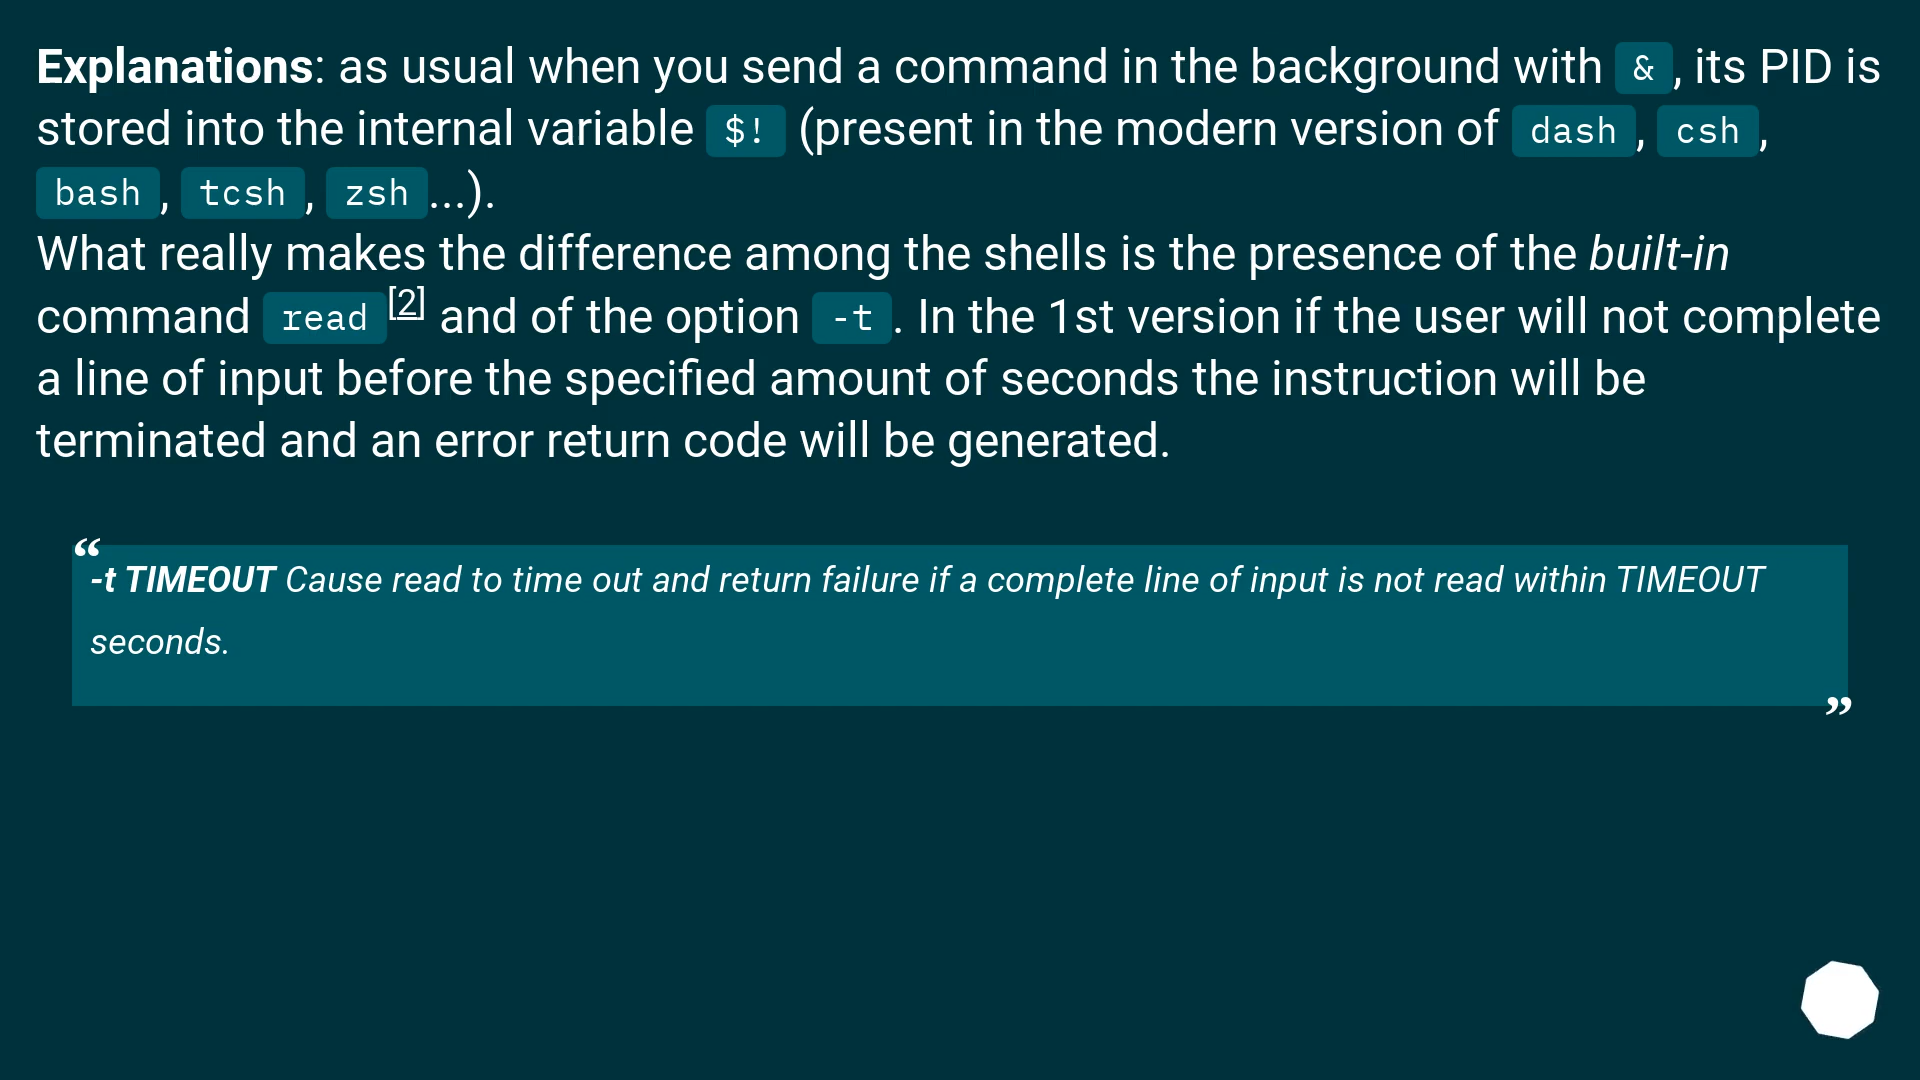 Explanations: as usual when you send a command in the background with &, its PID is
stored into the internal variable $! (present in the modern version of dash, csh,
bash, tcsh, zsh...).
What really makes the difference among the shells is the presence of the built-in
command read[2] and of the option -t. In the 1st version if the user will not complete
a line of input before the specified amount of seconds the instruction will be
terminated and an error return code will be generated.
“
-t TIMEOUT Cause read to time out and return failure if a complete line of input is not read within TIMEOUT
seconds.
”